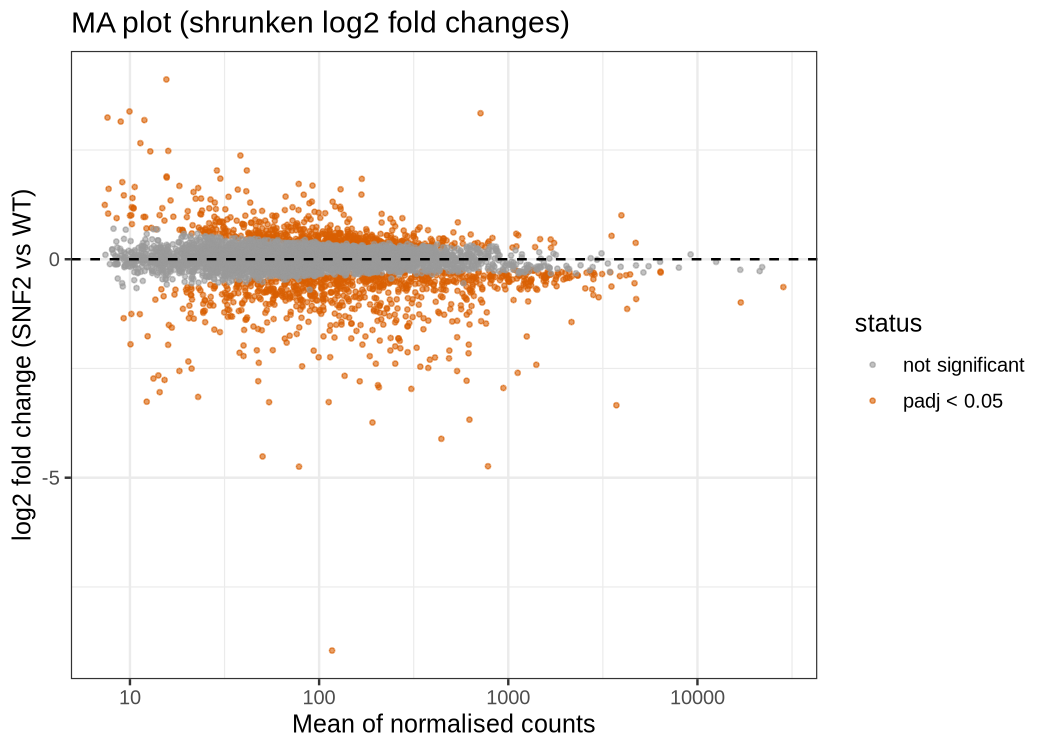 MA plot (shrunken log2 fold changes)
log2 fold change (SNF2 vs WT)
0
-5
10
100
1000
10000
Mean of normalised counts
status
not significant
padj < 0.05